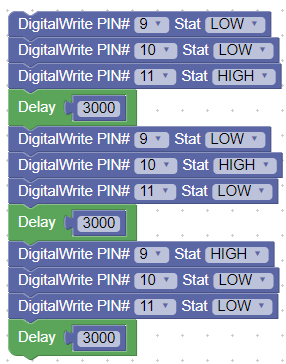 DigitalWrite PIN# 9 Stat LOW
DigitalWrite PIN# 10 Stat LOW
DigitalWrite PIN# 11 Stat HIGH
Delay 3000
DigitalWrite PIN# 9 Stat LOW
DigitalWrite PIN# 10 Stat HIGH
DigitalWrite PIN# 11 Stat LOW
Delay 3000
DigitalWrite PIN# 9 Stat HIGH
DigitalWrite PIN# 10 Stat LOW
DigitalWrite PIN# 11 Stat LOW
Delay 3000